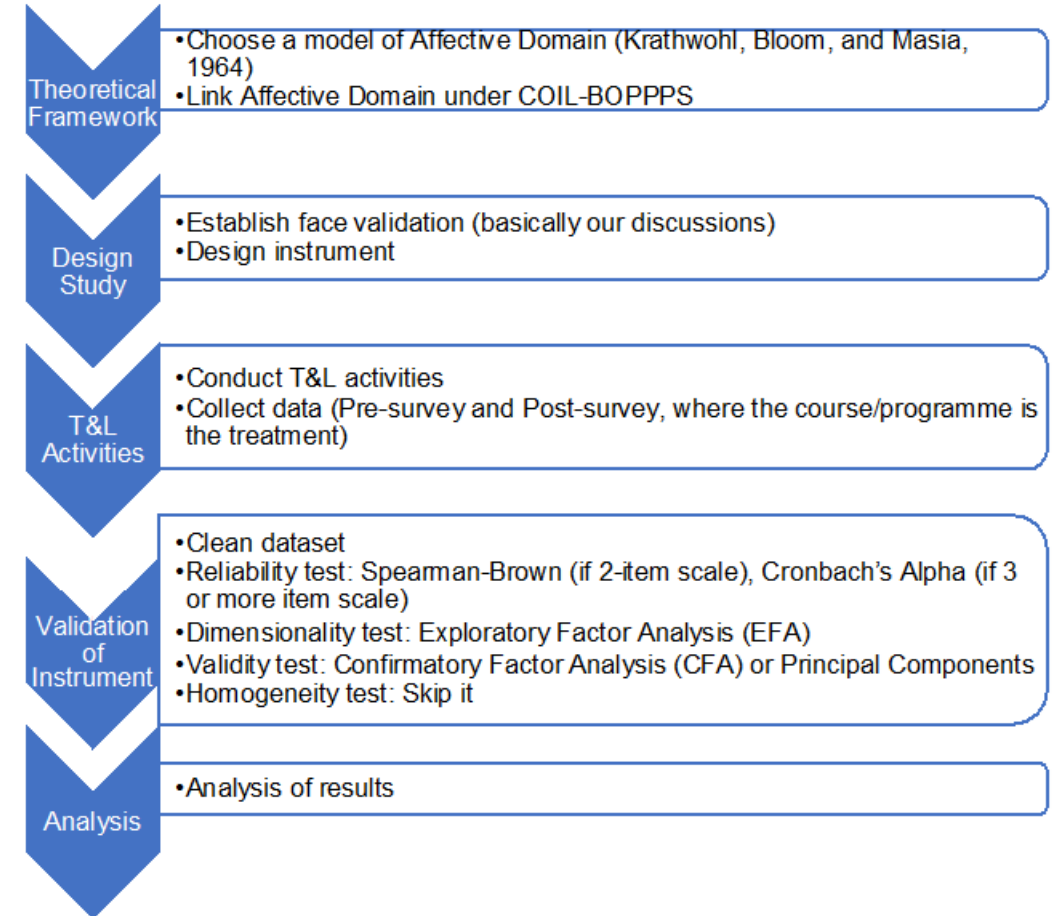 Theoretical
Framework
•Choose a model of Affective Domain (Krathwohl, Bloom, and Masia,
1964)
•Link Affective Domain under COIL-BOPPPS
Design
Study
•Establish face validation (basically our discussions)
•Design instrument
T&L
Activities
•Conduct T&L activities
•Collect data (Pre-survey and Post-survey, where the course/programme is
the treatment)
Validation
of
Instrument
•Clean dataset
•Reliability test: Spearman-Brown (if 2-item scale), Cronbach's Alpha (if 3
or more item scale)
•Dimensionality test: Exploratory Factor Analysis (EFA)
•Validity test: Confirmatory Factor Analysis (CFA) or Principal Components
•Homogeneity test: Skip it
Analysis
•Analysis of results